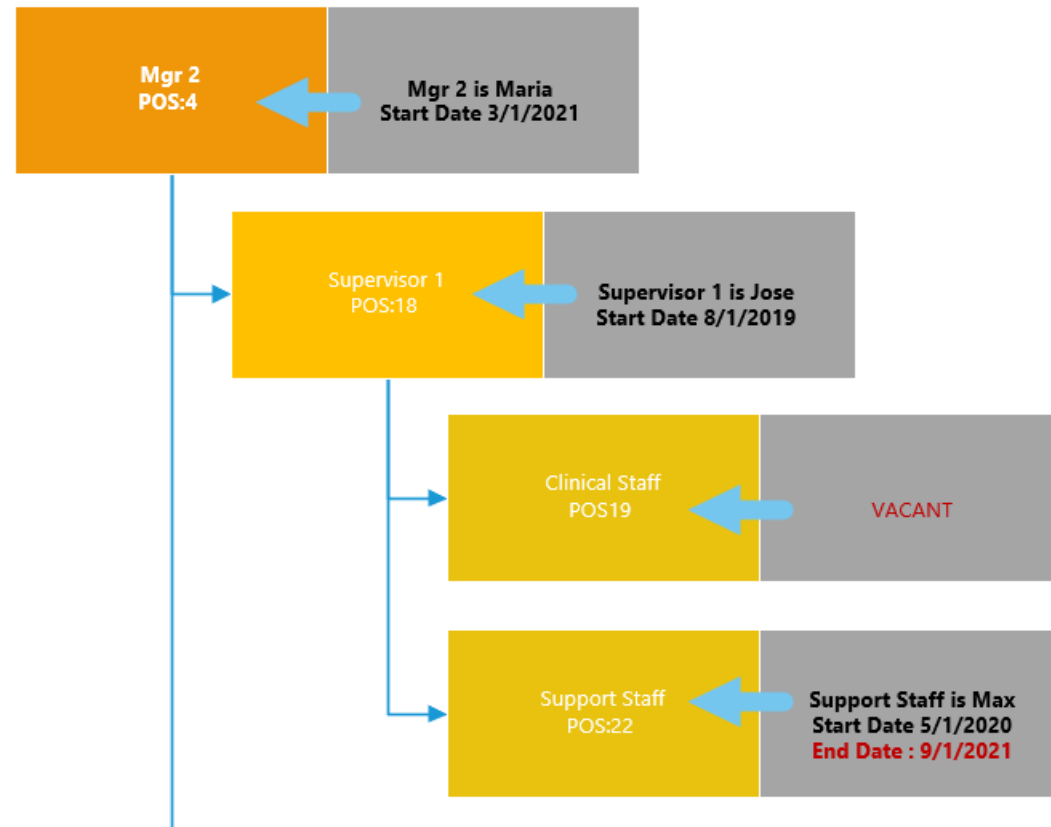 Mgr 2
POS:4
Mgr 2 is Maria
Start Date 3/1/2021
Supervisor 1
POS:18
Supervisor 1 is Jose
Start Date 8/1/2019
Clinical Staff
POS19
VACANT
Support Staff
POS:22
Support Staff is Max
Start Date 5/1/2020
End Date : 9/1/2021